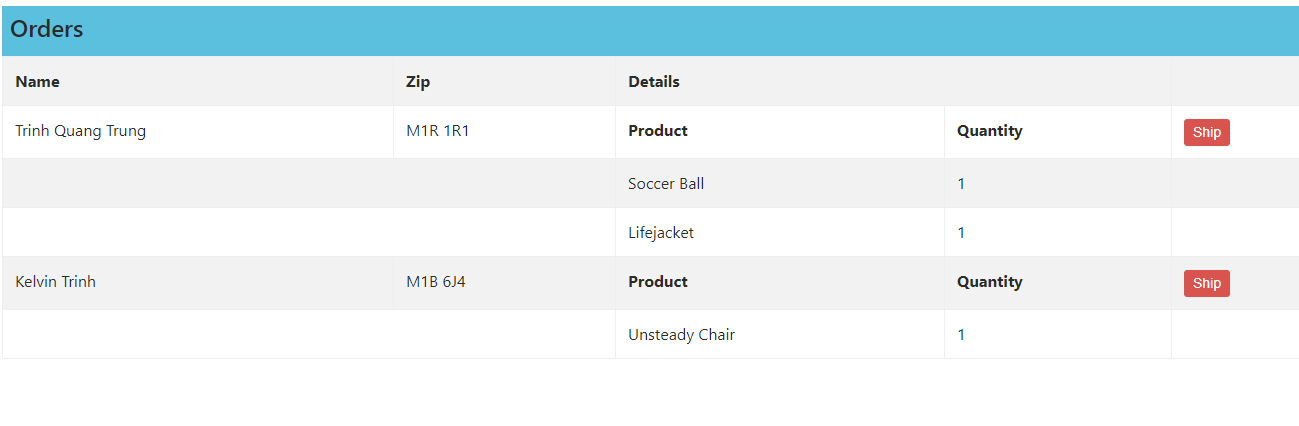 Orders
Name Zip Details
Trinh Quang Trung M1R 1R1 Product Quantity Ship
Soccer Ball 1
Lifejacket 1
Kelvin Trinh M1B 6J4 Product Quantity Ship
Unsteady Chair 1